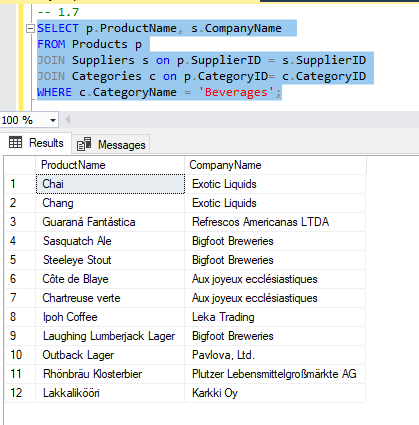 -- 1.7
SELECT p.ProductName, s.CompanyName
FROM Products p
JOIN Suppliers s on p.SupplierID = s.SupplierID
JOIN Categories c on p.CategoryID= c.CategoryID
WHERE c.CategoryName = 'Beverages';
100 %
Results Messages
ProductName CompanyName
1 Chai Exotic Liquids
2 Chang Exotic Liquids
3 Guaraná Fantástica Refrescos Americanas LTDA
4 Sasquatch Ale Bigfoot Breweries
5 Steeleye Stout Bigfoot Breweries
6 Côte de Blaye Aux joyeux ecclésiastiques
7 Chartreuse verte Aux joyeux ecclésiastiques
8 Ipoh Coffee Leka Trading
9 Laughing Lumberjack Lager Bigfoot Breweries
10 Outback Lager Pavlova, Ltd.
11 Rhönbräu Klosterbier Plutzer Lebensmittelgroßmärkte AG
12 Lakkalikööri Karkki Oy